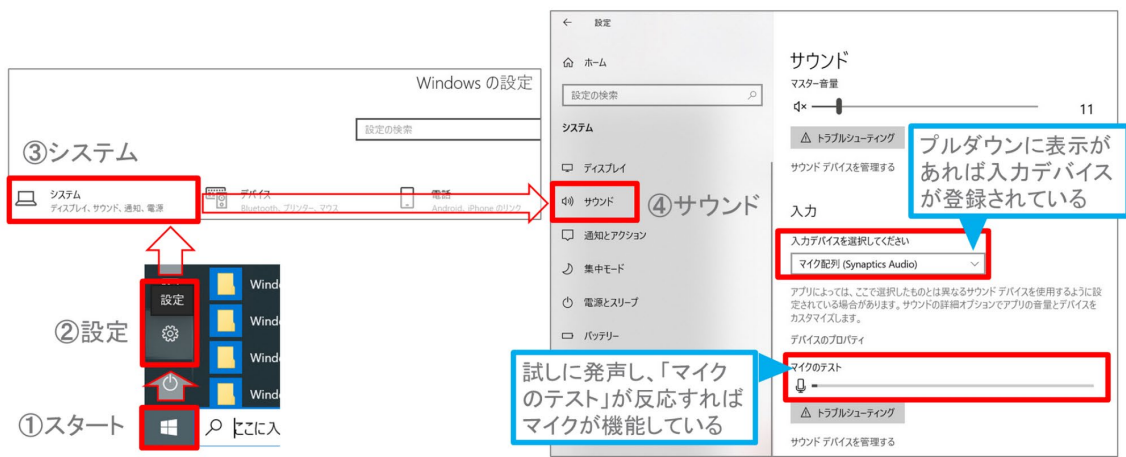 Windows の設定
設定の検索
③システム
システム
ディスプレイ、サウンド、通知、電源
デバイス
Bluetooth、プリンター、マウス
電話
Android、iPhone のリンク
設定
②設定
Wind
Wind
Wind
Wind
①スタート
ここに入
← 設定
ホーム
設定の検索
システム
ディスプレイ
サウンド
④サウンド
通知とアクション
集中モード
電源とスリープ
バッテリー
サウンド
マスター音量
11
トラブルシューティング
サウンド デバイスを管理する
プルダウンに表示が
あれば入力デバイス
が登録されている
入力
入力デバイスを選択してください
マイク配列 (Synaptics Audio)
アプリによっては、ここで選択したものとは異なるサウンド デバイスを使用するように設
定されている場合があります。サウンドの詳細オプションでアプリの音量とデバイスを
カスタマイズします。
デバイスのプロパティ
マイクのテスト
試しに発声し、「マイク
のテスト」が反応すれば
マイクが機能している
トラブルシューティング
サウンド デバイスを管理する